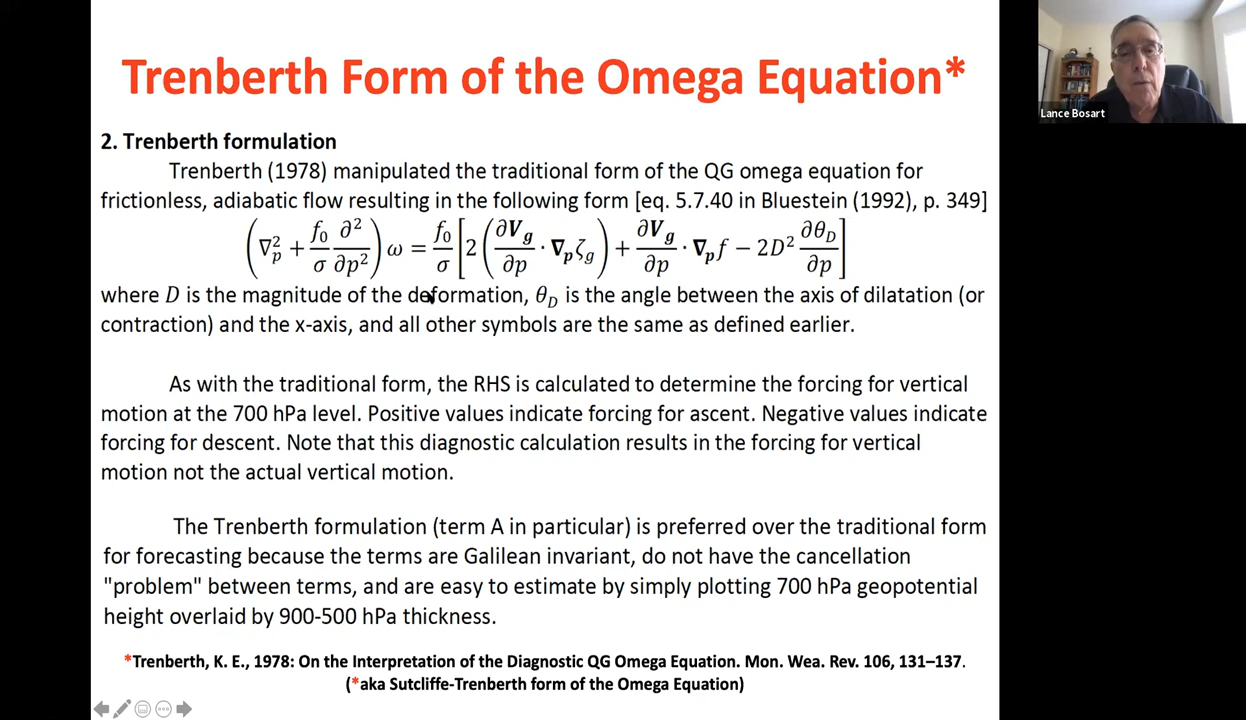 Trenberth Form of the Omega Equation*
Lance Bosart
2. Trenberth formulation
Trenberth (1978) manipulated the traditional form of the QG omega equation for
frictionless, adiabatic flow resulting in the following form [eq. 5.7.40 in Bluestein (1992), p. 349]
(∇²ₚ + f₀/σ ∂²/∂p²) ω = f₀/σ [2 (∂V_g/∂p · ∇ₚζ_g) + ∂V_g/∂p · ∇ₚf − 2D² ∂θ_D/∂p]
where D is the magnitude of the deformation, θ_D is the angle between the axis of dilatation (or
contraction) and the x-axis, and all other symbols are the same as defined earlier.
As with the traditional form, the RHS is calculated to determine the forcing for vertical
motion at the 700 hPa level. Positive values indicate forcing for ascent. Negative values indicate
forcing for descent. Note that this diagnostic calculation results in the forcing for vertical
motion not the actual vertical motion.
The Trenberth formulation (term A in particular) is preferred over the traditional form
for forecasting because the terms are Galilean invariant, do not have the cancellation
"problem" between terms, and are easy to estimate by simply plotting 700 hPa geopotential
height overlaid by 900-500 hPa thickness.
*Trenberth, K. E., 1978: On the Interpretation of the Diagnostic QG Omega Equation. Mon. Wea. Rev. 106, 131–137.
(*aka Sutcliffe-Trenberth form of the Omega Equation)